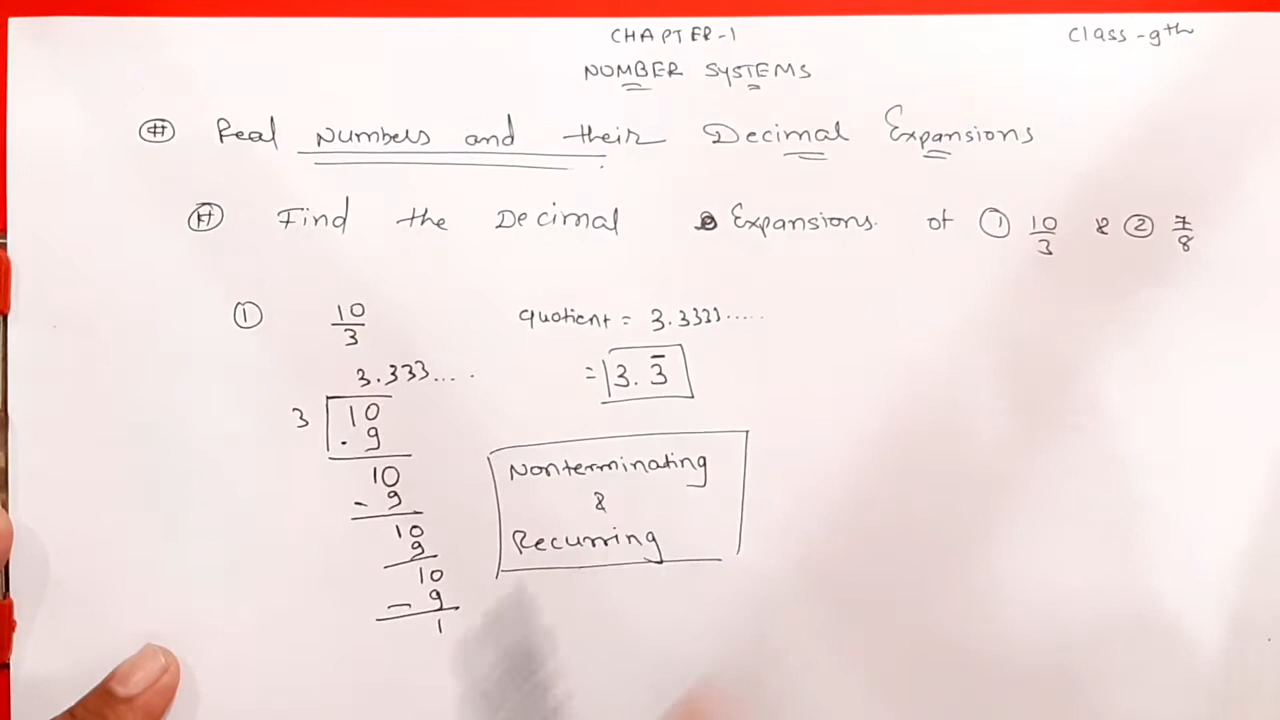 CHAPTER-1
Class-9th
NUMBER SYSTEMS
# Real Numbers and their Decimal Expansions
# Find the Decimal Expansions. of ① 10/3 & ② 7/8
① 10/3
quotient = 3.3333.....
= 3.3̅
3.333....
3 10
. 9
10
- 9
10
9
10
- 9
1
Nonterminating
&
Recurring